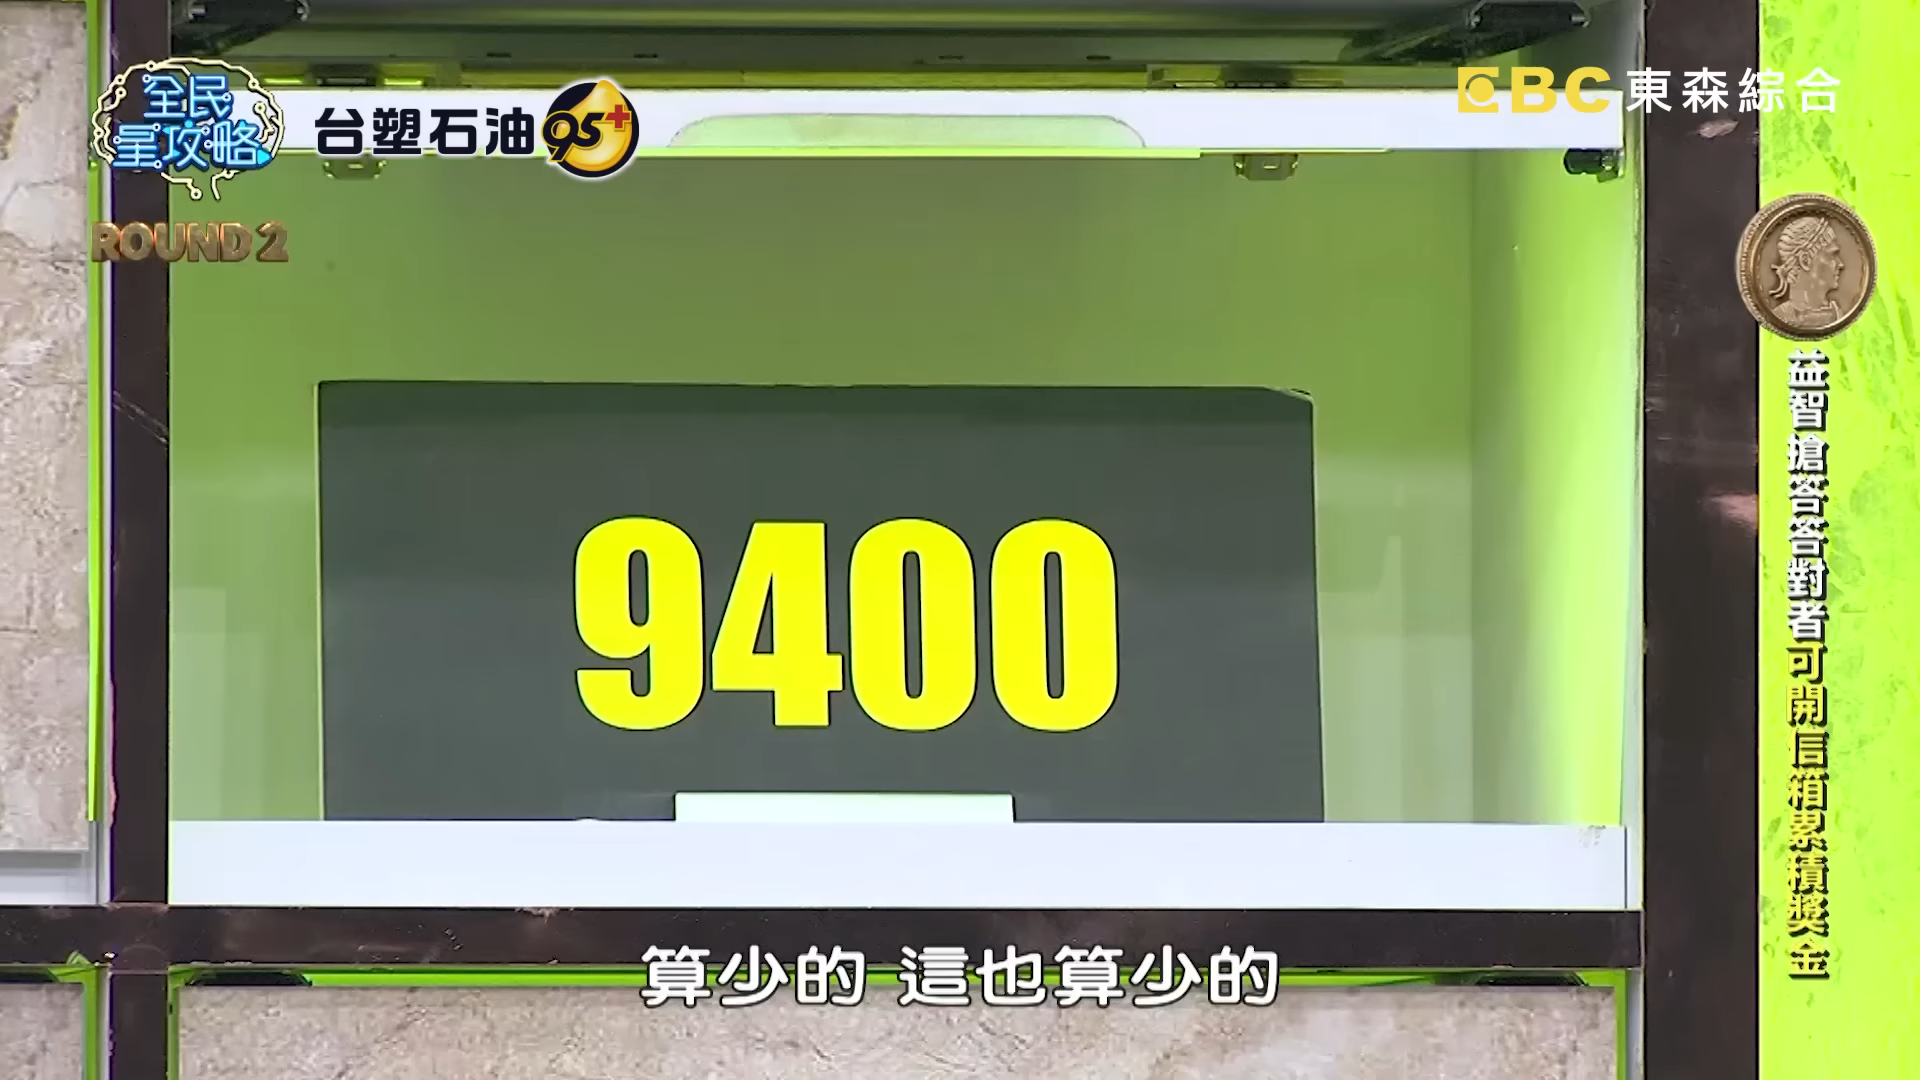 全民
星攻略
台塑石油 95+
EBC 東森綜合
ROUND 2
益智搶答答對者可開信箱累積獎金
9400
算少的 這也算少的